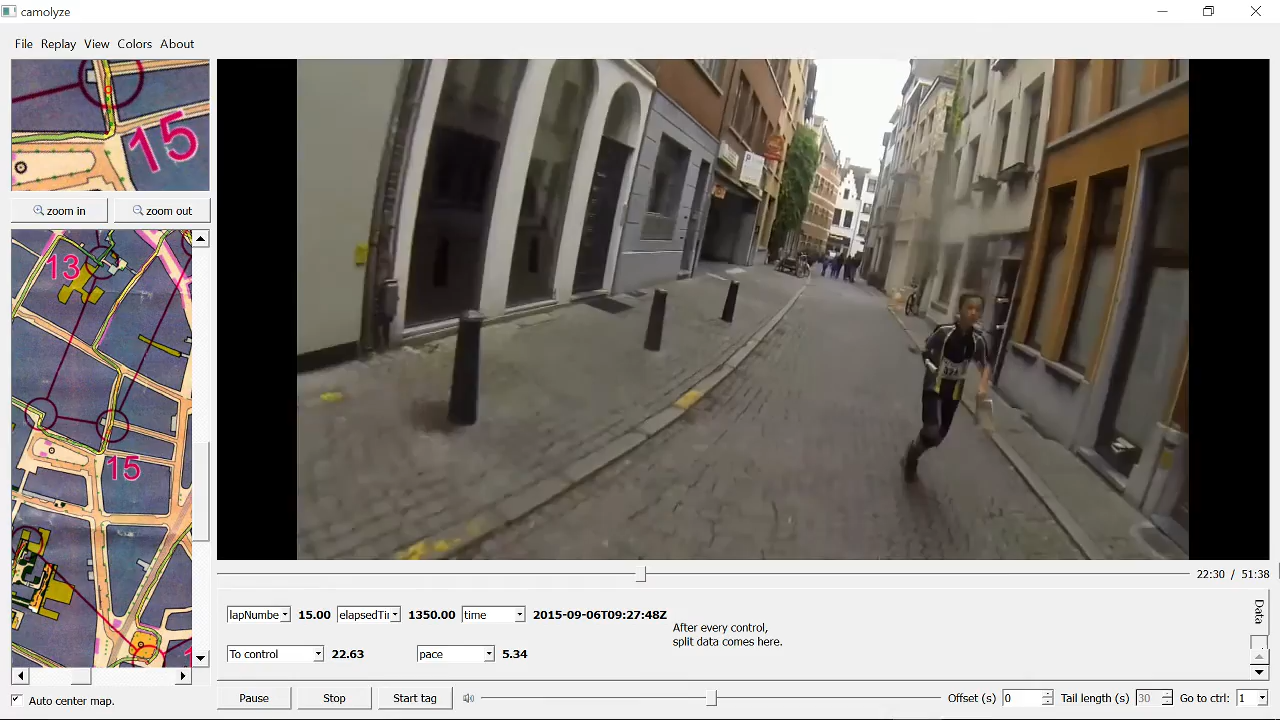 camolyze
File Replay View Colors About
15
zoom in zoom out
13
15
22:30 / 51:38
lapNumbe 15.00 elapsedTi 1350.00 time 2015-09-06T09:27:48Z
After every control,
split data comes here.
To control 22.63 pace 5.34
Data
Pause Stop Start tag Offset (s) 0 Tail length (s) 30 Go to ctrl: 1
Auto center map.